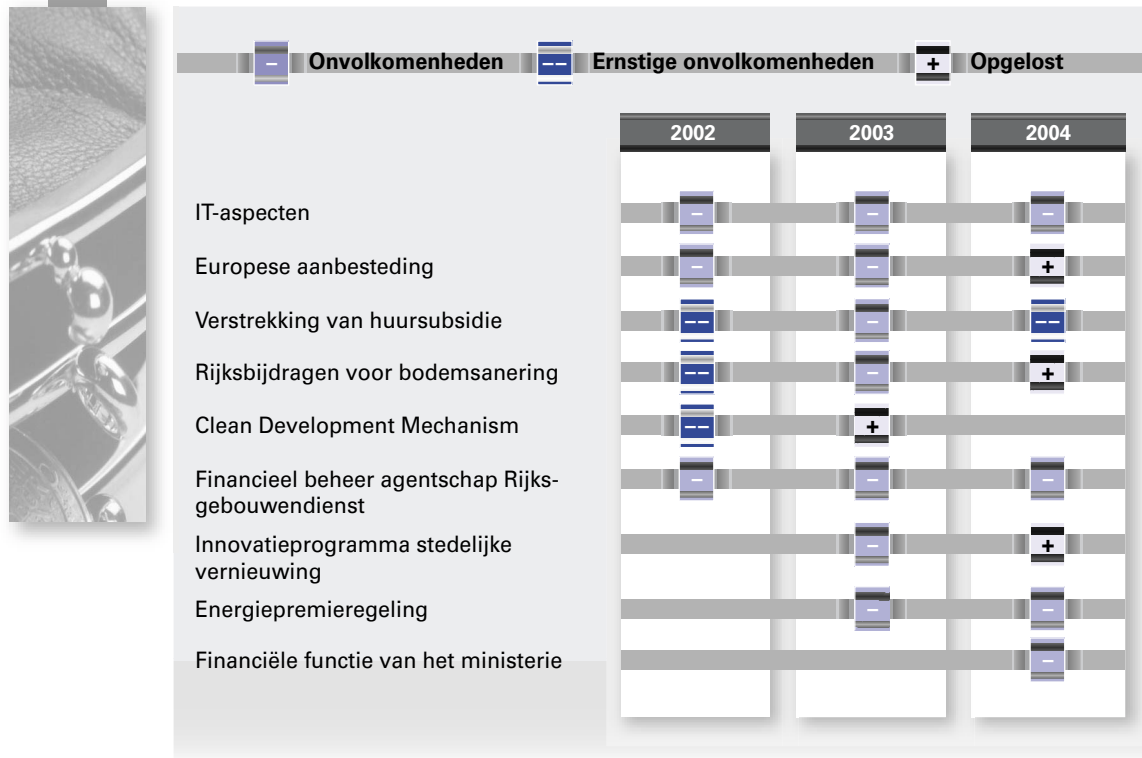 − Onvolkomenheden −− Ernstige onvolkomenheden + Opgelost
2002 2003 2004
IT-aspecten − − −
Europese aanbesteding − − +
Verstrekking van huursubsidie −− − −−
Rijksbijdragen voor bodemsanering −− − +
Clean Development Mechanism −− +
Financieel beheer agentschap Rijks-
gebouwendienst − − −
Innovatieprogramma stedelijke
vernieuwing − +
Energiepremieregeling − −
Financiële functie van het ministerie −